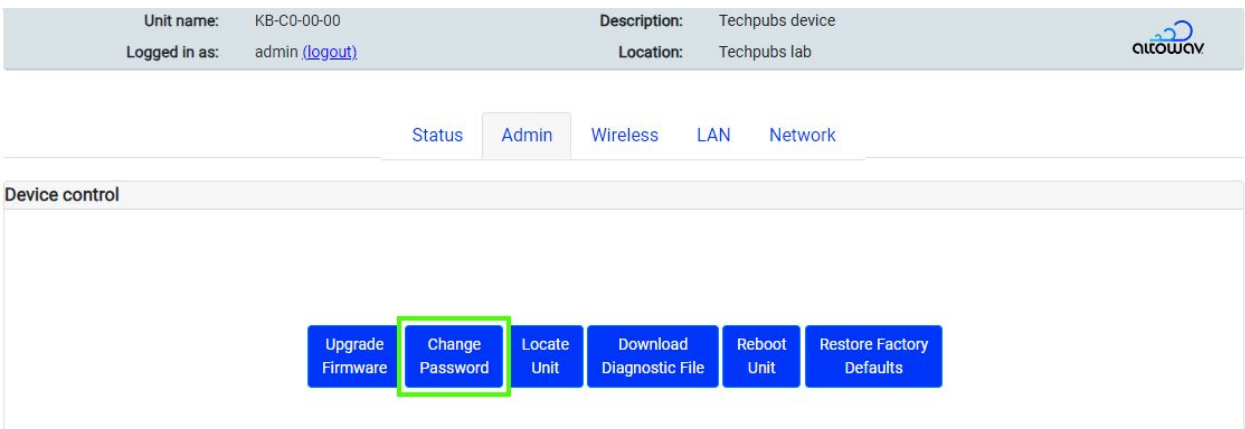 Unit name: KB-C0-00-00 Description: Techpubs device
altowav
Logged in as: admin (logout) Location: Techpubs lab
Status Admin Wireless LAN Network
Device control
Upgrade Change Locate Download Reboot Restore Factory
Firmware Password Unit Diagnostic File Unit Defaults